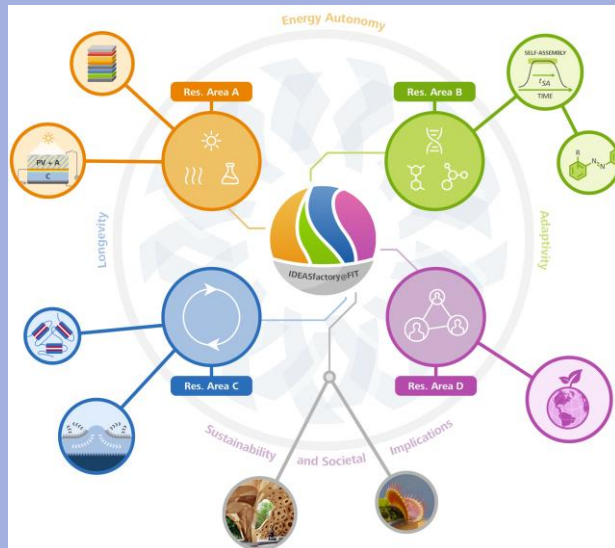 Energy Autonomy
SELF-ASSEMBLY
tSA
TIME
Res. Area A
Res. Area B
PV + A
C
R
N
N
Longevity
Adaptivity
IDEASfactory@FIT
Res. Area C
Res. Area D
Sustainability and Societal Implications